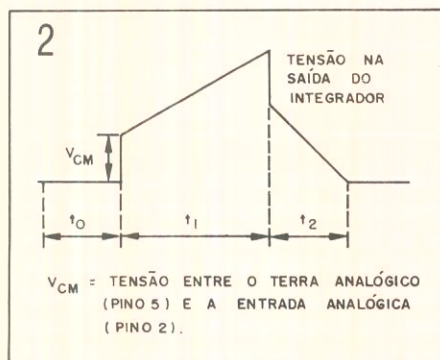 2
TENSÃO NA
SAÍDA DO
INTEGRADOR
VCM
t0
t1
t2
VCM = TENSÃO ENTRE O TERRA ANALÓGICO
(PINO 5) E A ENTRADA ANALÓGICA
(PINO 2).